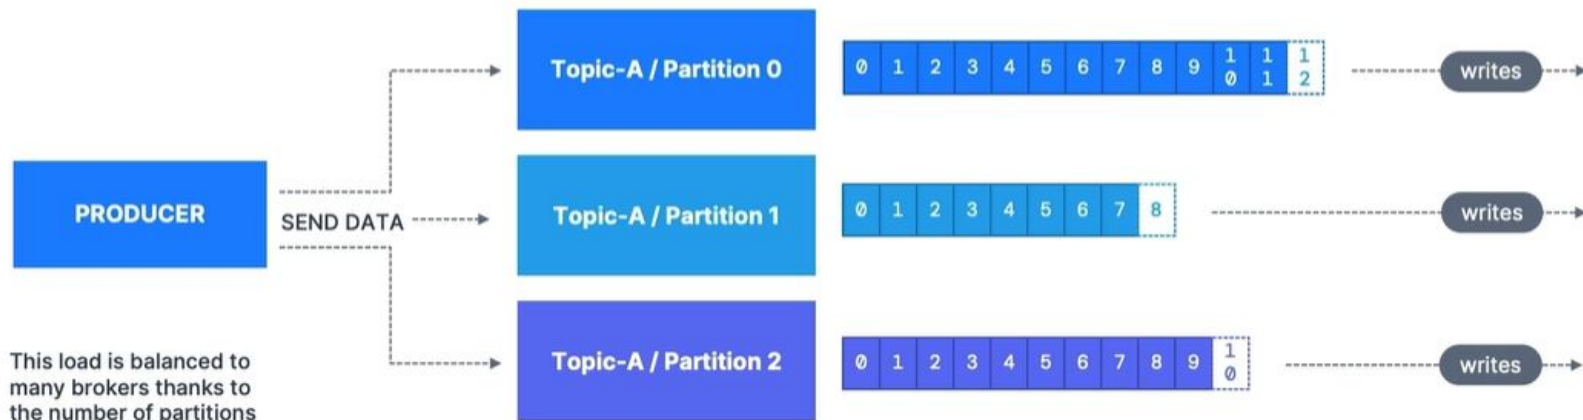 Topic-A / Partition 0
0 1 2 3 4 5 6 7 8 9 10 11 12
writes
PRODUCER
SEND DATA
Topic-A / Partition 1
0 1 2 3 4 5 6 7 8
writes
Topic-A / Partition 2
0 1 2 3 4 5 6 7 8 9 10
writes
This load is balanced to
many brokers thanks to
the number of partitions